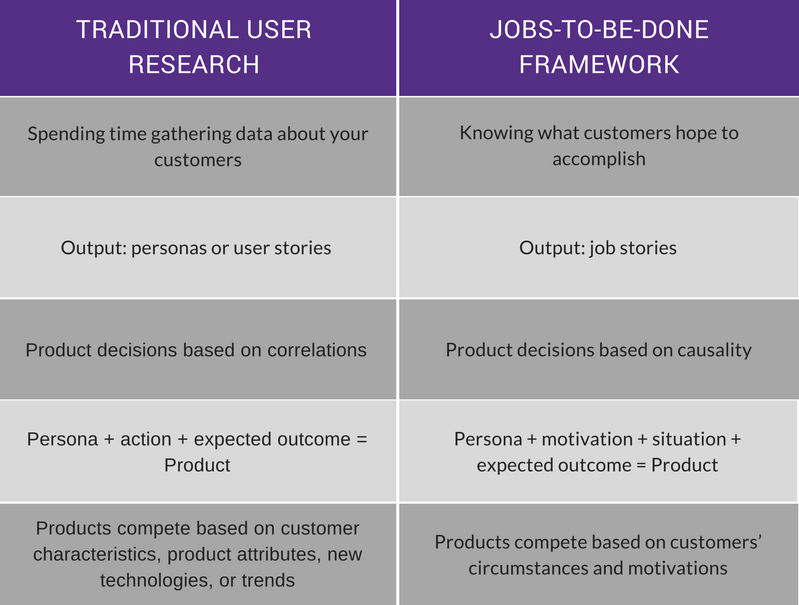 TRADITIONAL USER
RESEARCH
JOBS-TO-BE-DONE
FRAMEWORK
Spending time gathering data about your
customers
Knowing what customers hope to
accomplish
Output: personas or user stories
Output: job stories
Product decisions based on correlations
Product decisions based on causality
Persona + action + expected outcome =
Product
Persona + motivation + situation +
expected outcome = Product
Products compete based on customer
characteristics, product attributes, new
technologies, or trends
Products compete based on customers’
circumstances and motivations